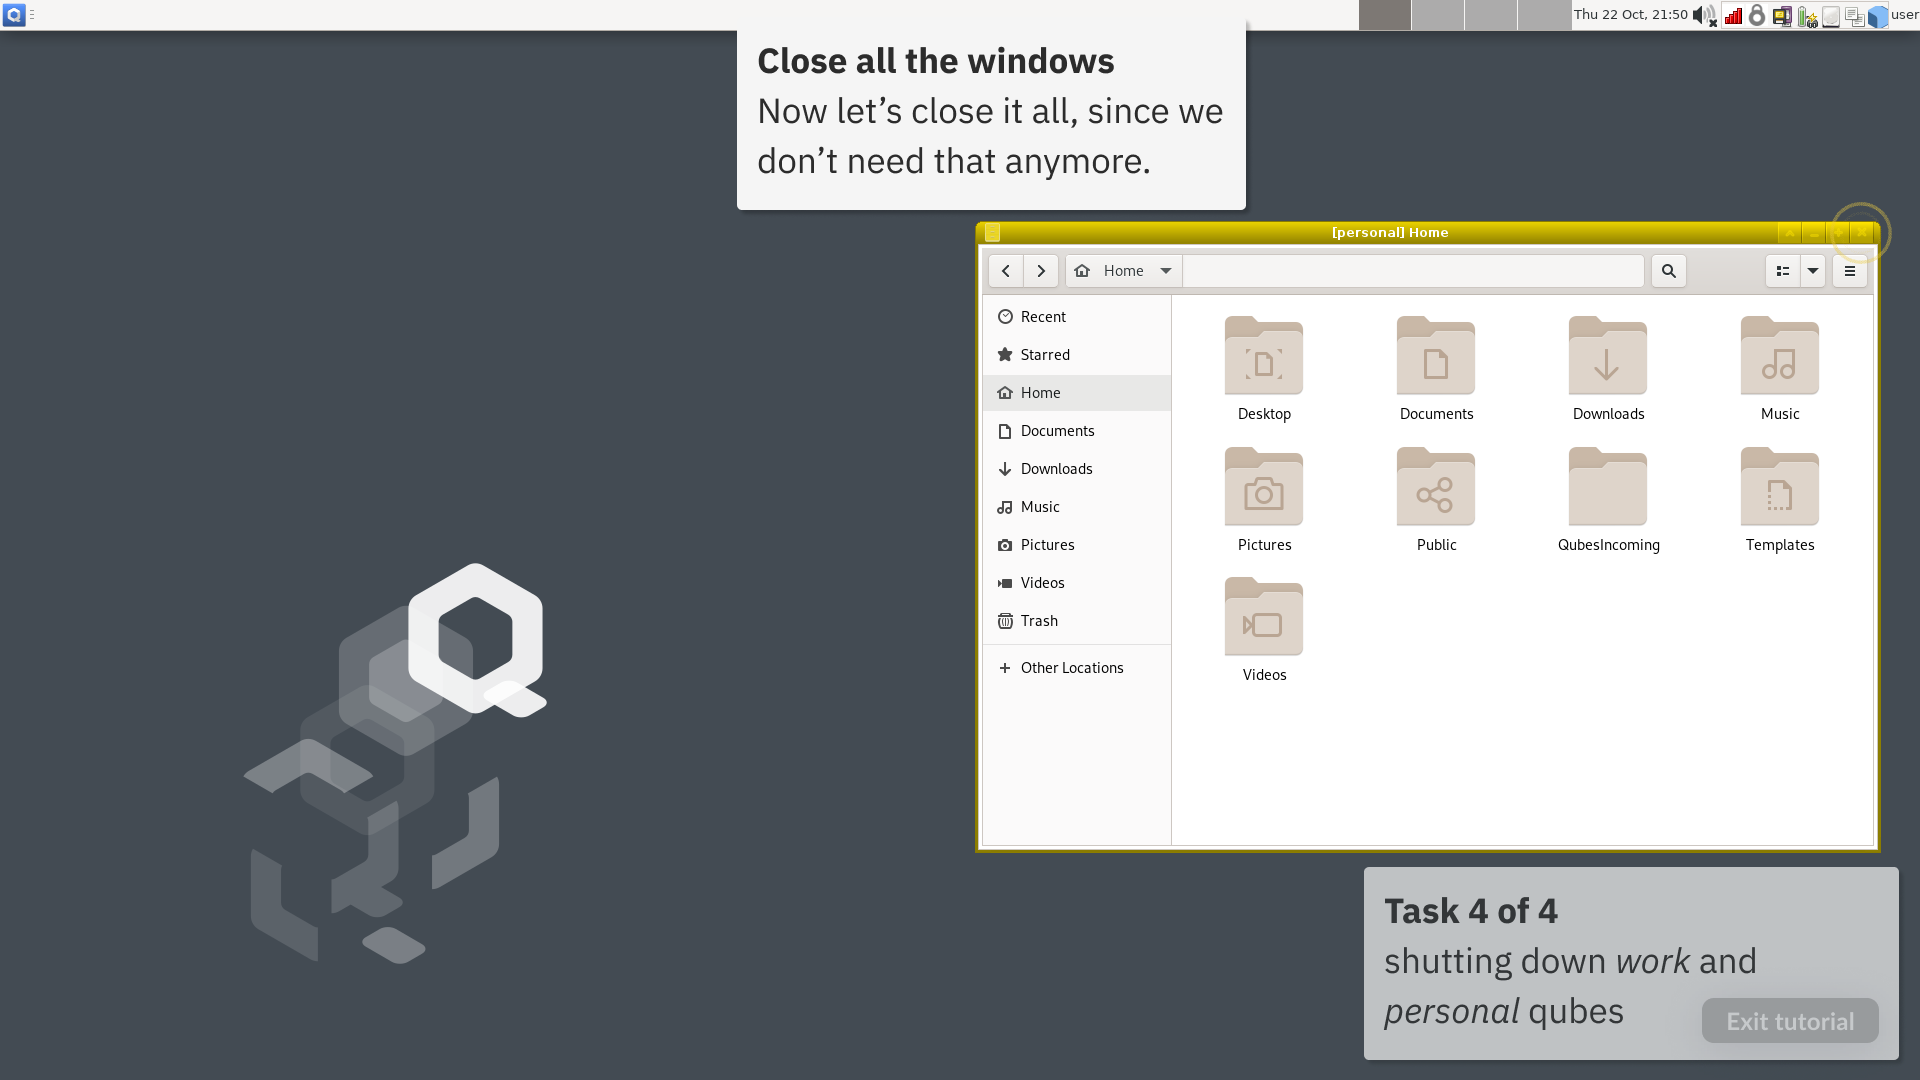 Thu 22 Oct, 21:50
user
Close all the windows
Now let’s close it all, since we
don’t need that anymore.
[personal] Home
Home
Recent
Starred
Home
Documents
Downloads
Music
Pictures
Videos
Trash
Other Locations
Desktop
Documents
Downloads
Music
Pictures
Public
QubesIncoming
Templates
Videos
Task 4 of 4
shutting down work and
personal qubes
Exit tutorial